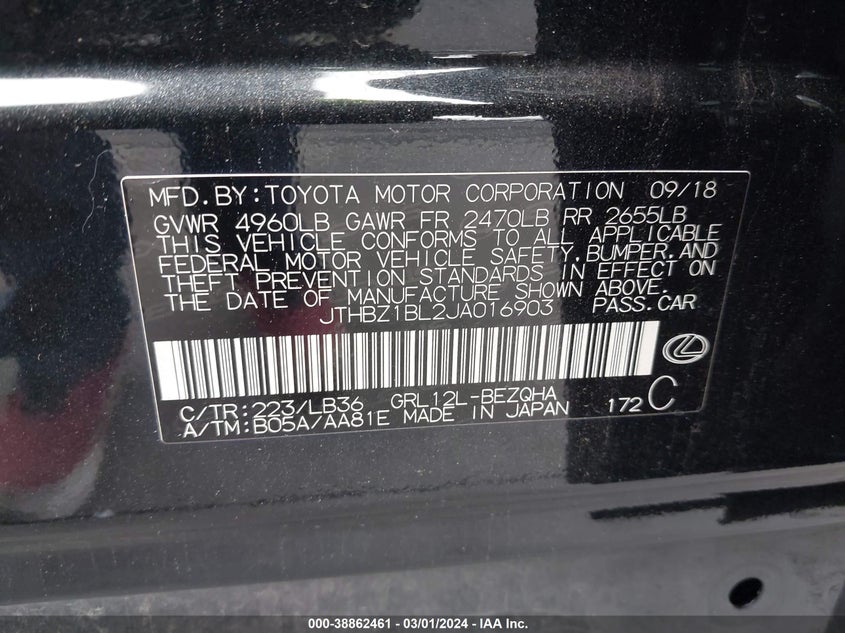 MFD.BY:TOYOTA MOTOR CORPORATION 09/18
GVWR 4960LB GAWR FR 2470LB RR 2655LB
THIS VEHICLE CONFORMS TO ALL APPLICABLE
FEDERAL MOTOR VEHICLE SAFETY,BUMPER,AND
THEFT PREVENTION STANDARDS IN EFFECT ON
THE DATE OF MANUFACTURE SHOWN ABOVE.
JTHBZ1BL2JA016903 PASS.CAR
C/TR:223/LB36 GRL12L-BEZQHA
A/TM:B05A/AA81E MADE IN JAPAN 172 C
000-38862461 - 03/01/2024 - IAA Inc.